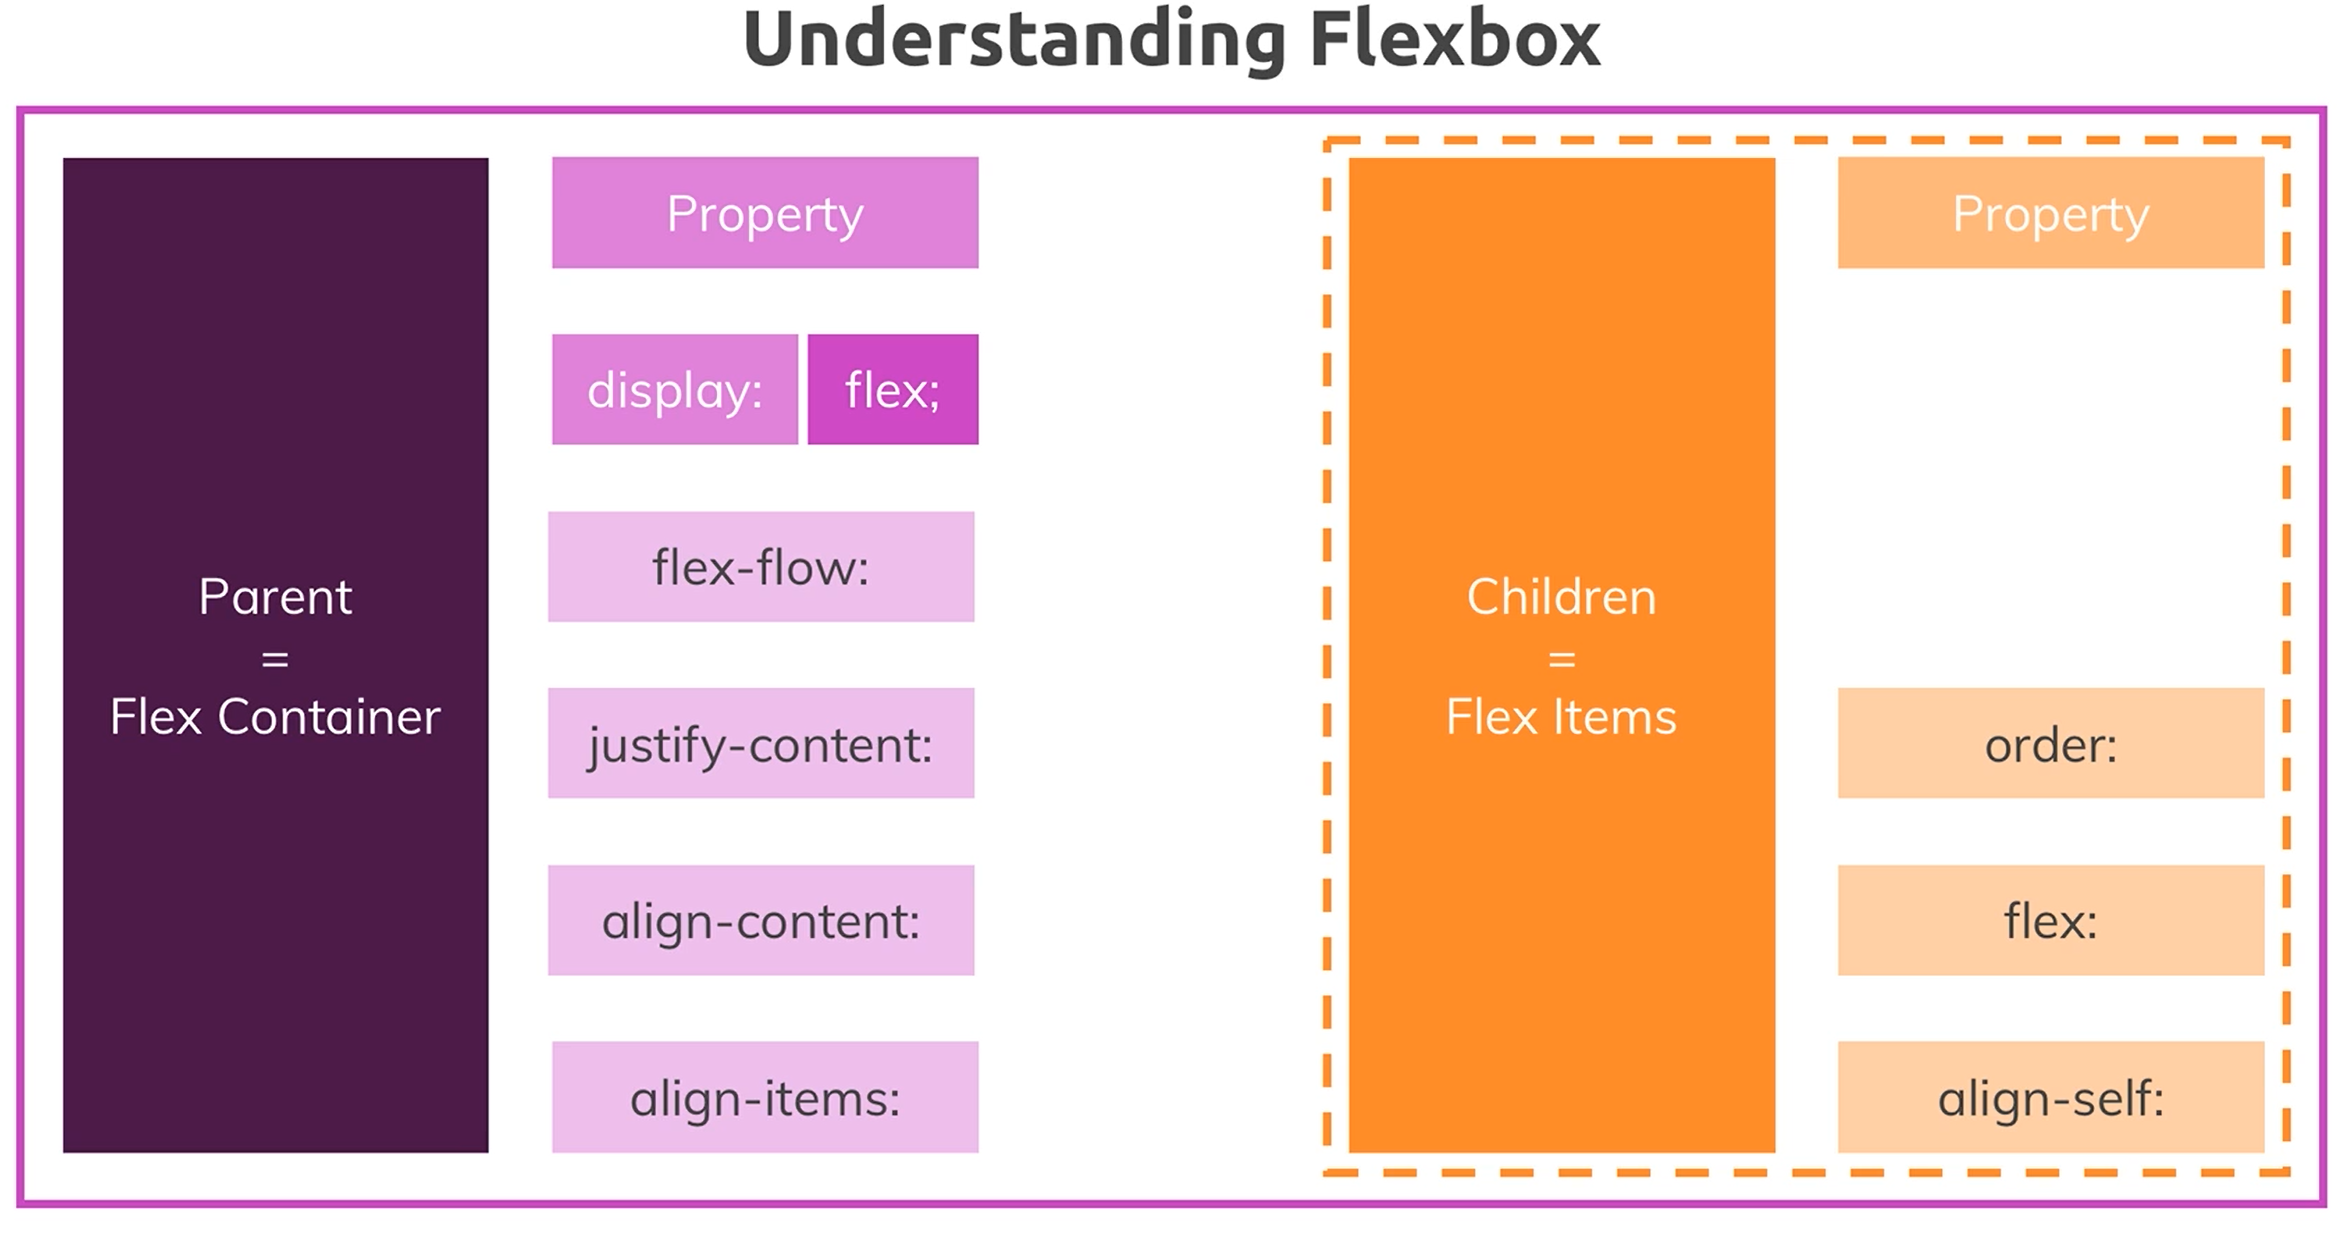 Understanding Flexbox
Parent
=
Flex Container
Property
display: flex;
flex-flow:
justify-content:
align-content:
align-items:
Children
=
Flex Items
Property
order:
flex:
align-self: